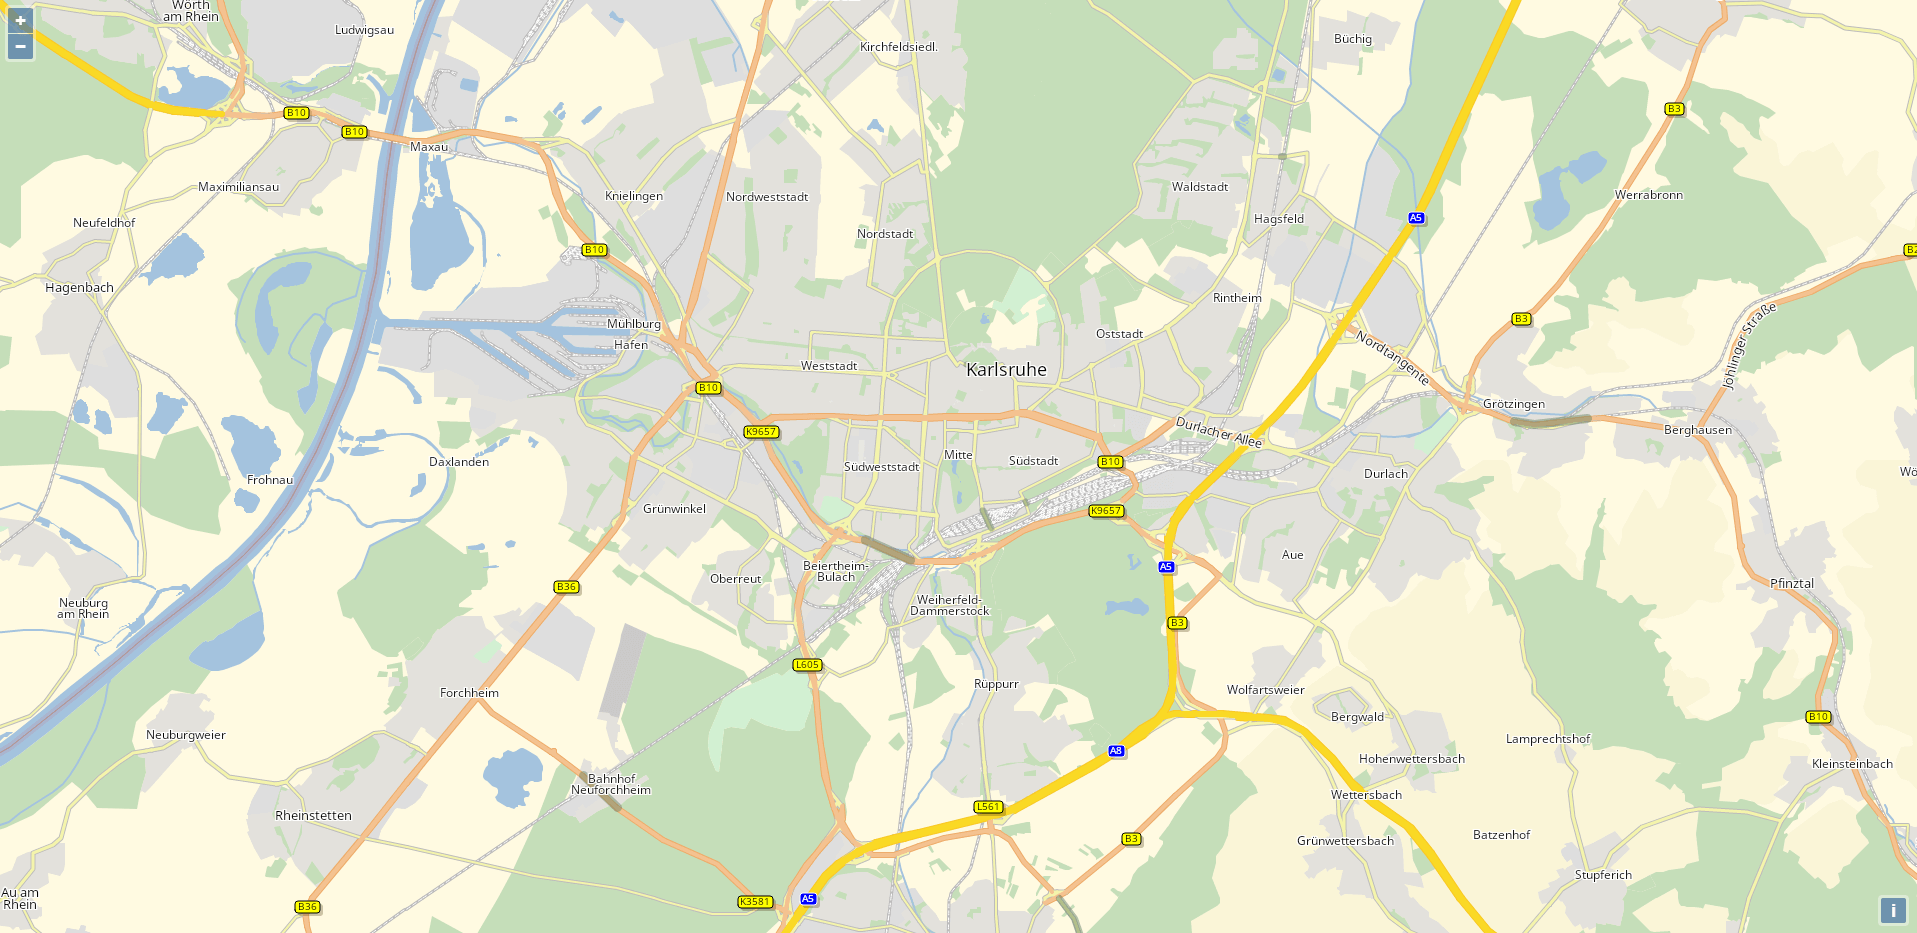 Wörth
am Rhein
+
−
Ludwigsau
Kirchfeldsiedl.
Büchig
B3
B10
B10
Maxau
Maximiliansau
Knielingen
Nordweststadt
Waldstadt
Werrabronn
Neufeldhof
Nordstadt
Hagsfeld
A5
B10
Hagenbach
Rintheim
Mühlburg
Hafen
Oststadt
B3
Jöhlinger Straße
Nordtangente
Weststadt
Karlsruhe
B10
Grötzingen
K9657
Durlacher Allee
Berghausen
Daxlanden
Südweststadt
Mitte
Südstadt
B10
Durlach
Frohnau
Grünwinkel
K9657
Aue
Beiertheim-
Bulach
Oberreut
A5
B36
Pfinztal
Neuburg
am Rhein
Weiherfeld-
Dammerstock
B3
L605
Rüppurr
Forchheim
Wolfartsweier
Bergwald
B10
Neuburgweier
A8
Lamprechtshof
Hohenwettersbach
Kleinsteinbach
Bahnhof
Neuforchheim
Wettersbach
L561
Rheinstetten
B3
Grünwettersbach
Batzenhof
Stupferich
Au am
Rhein
B36
K3581
A5
i